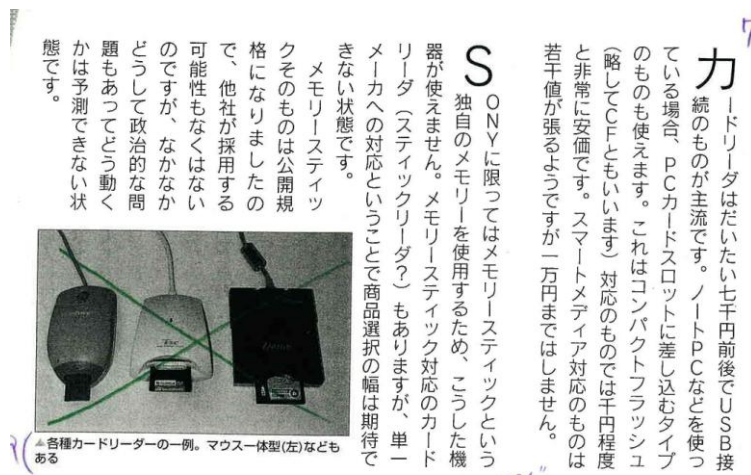 カードリーダはだいたい七千円前後でUSB接
続のものが主流です。ノートPCなどを使っ
ている場合、PCカードスロットに差し込むタイプ
のものも使えます。これはコンパクトフラッシュ
（略してCFともいいます）対応のものでは千円程度
と非常に安価です。スマートメディア対応のものは
若干値が張るようですが一万円まではしません。
SONYに限ってはメモリースティックという
独自のメモリーを使用するため、こうした機
器が使えません。メモリースティック対応のカード
リーダ（スティックリーダ？）もありますが、単一
メーカへの対応ということで商品選択の幅は期待で
きない状態です。
メモリースティッ
クそのものは公開規
格になりましたの
で、他社が採用する
可能性もなくはない
のですが、なかなか
どうして政治的な問
題もあってどう動く
かは予測できない状
態です。
▲各種カードリーダーの一例。マウス一体型(左)なども
ある